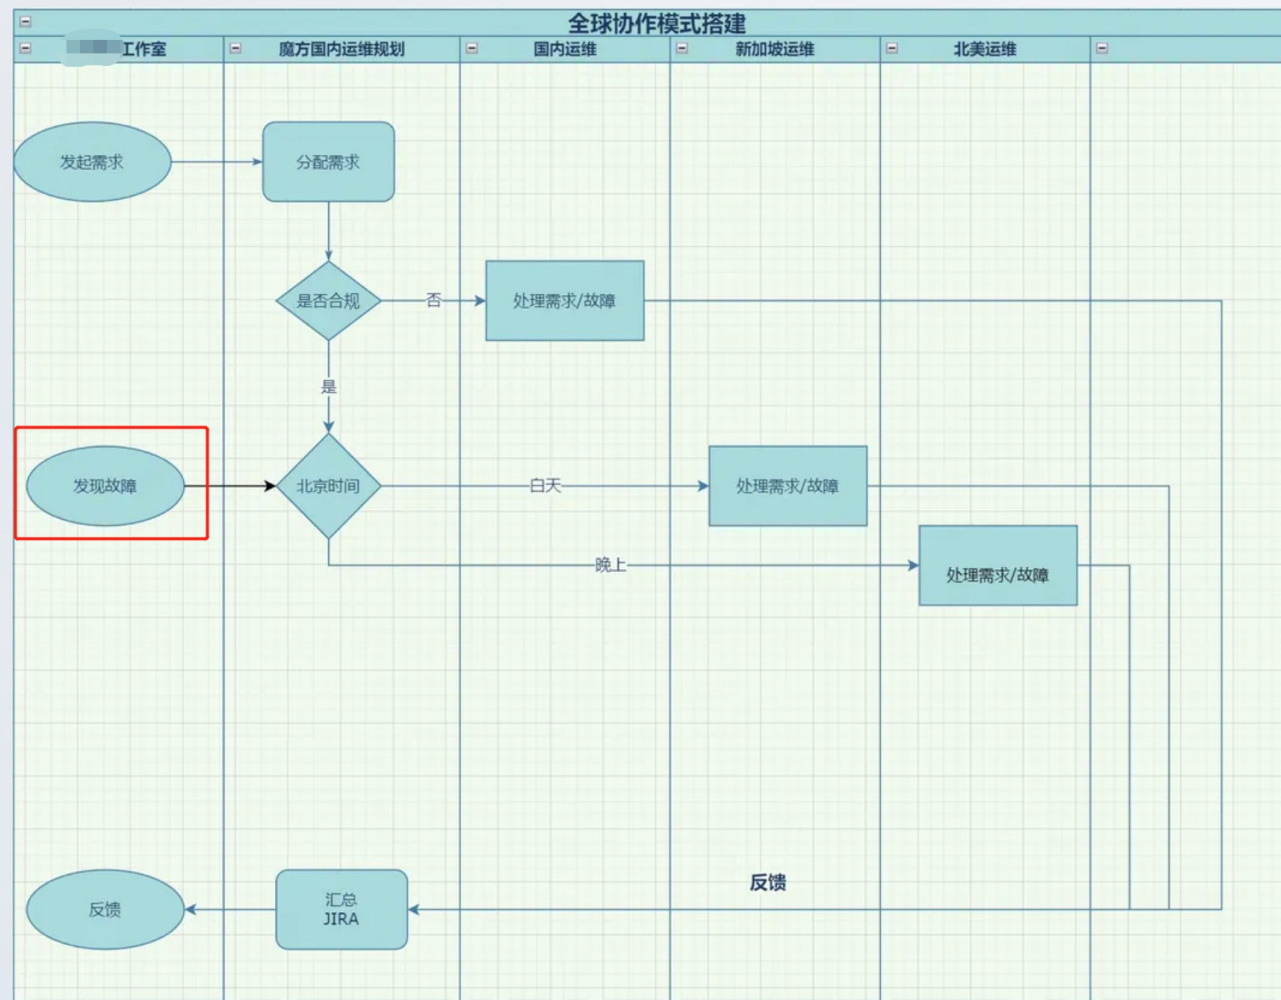 全球协作模式搭建
工作室
魔方国内运维规划
国内运维
新加坡运维
北美运维
发起需求
分配需求
是否合规
否
处理需求/故障
是
发现故障
北京时间
白天
处理需求/故障
晚上
处理需求/故障
反馈
反馈
汇总
JIRA